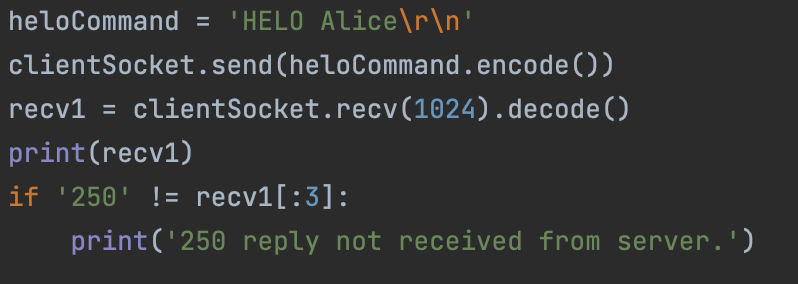 heloCommand = 'HELO Alice\r\n'
clientSocket.send(heloCommand.encode())
recv1 = clientSocket.recv(1024).decode()
print(recv1)
if '250' != recv1[:3]:
    print('250 reply not received from server.')